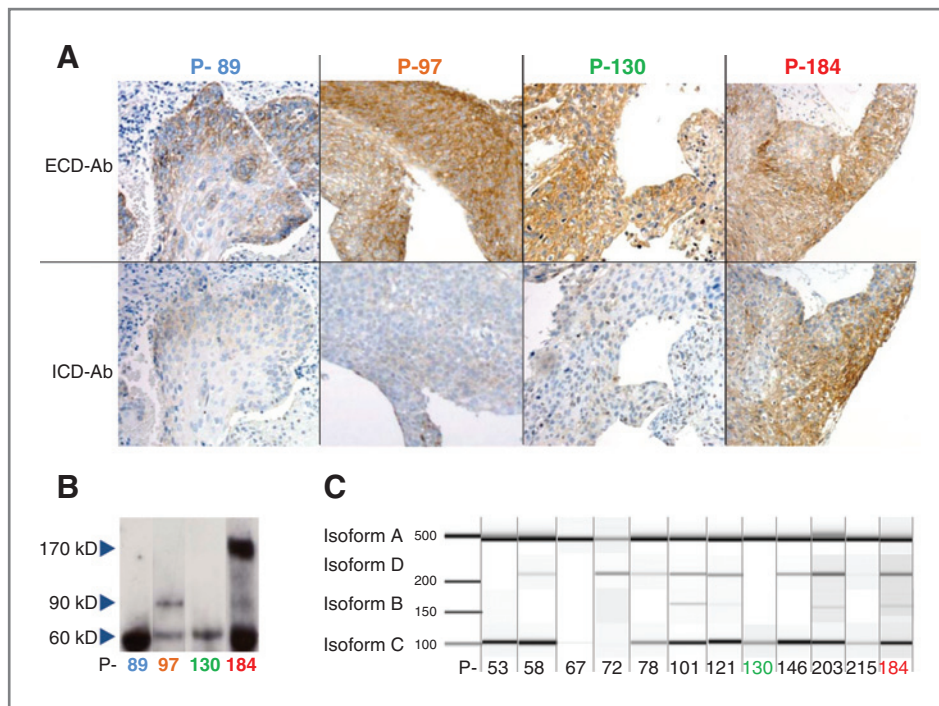 A
P- 89 P-97 P-130 P-184
ECD-Ab
ICD-Ab
B
170 kD
90 kD
60 kD
P- 89 97 130 184
C
Isoform A 500
Isoform D
200
Isoform B
150
Isoform C 100
P- 53 58 67 72 78 101 121 130 146 203 215 184